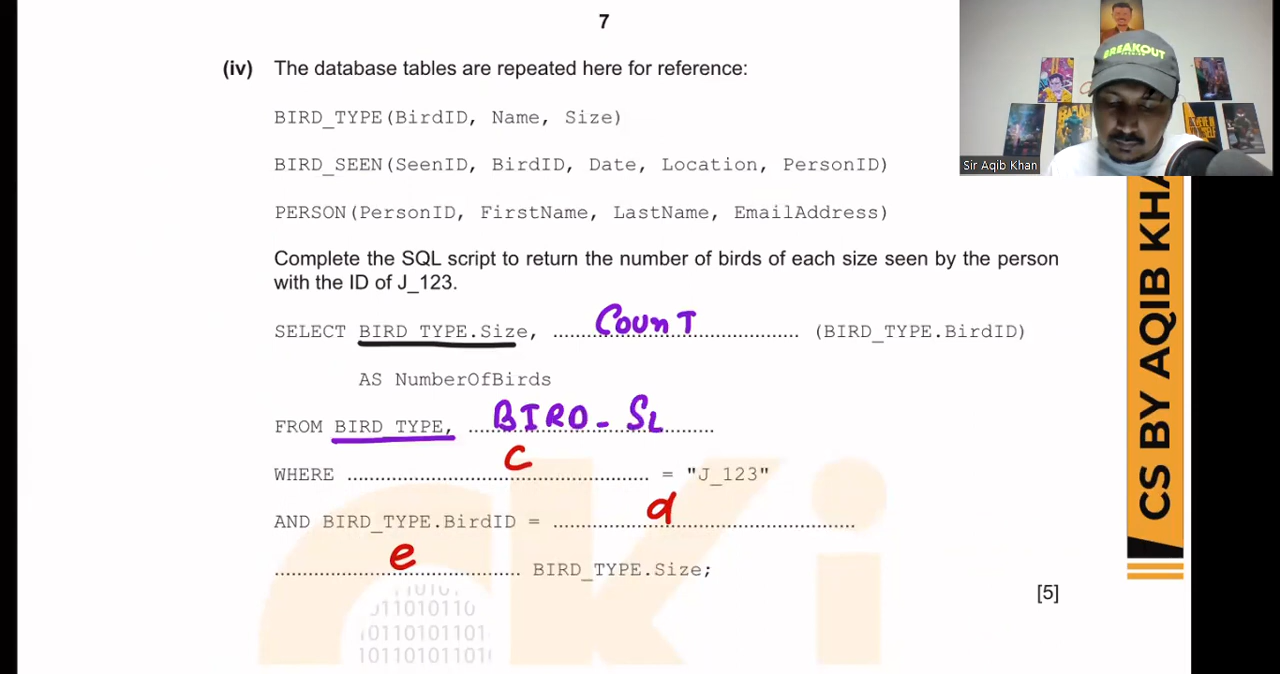 7
BREAKOUT
Sir Aqib Khan
(iv) The database tables are repeated here for reference:
BIRD_TYPE(BirdID, Name, Size)
BIRD_SEEN(SeenID, BirdID, Date, Location, PersonID)
PERSON(PersonID, FirstName, LastName, EmailAddress)
Complete the SQL script to return the number of birds of each size seen by the person
with the ID of J_123.
SELECT BIRD_TYPE.Size, COUNT (BIRD_TYPE.BirdID)
AS NumberOfBirds
FROM BIRD_TYPE, BIRD_SL
WHERE c = "J_123"
AND BIRD_TYPE.BirdID = d
e BIRD_TYPE.Size;
[5]
CS BY AQIB KHA